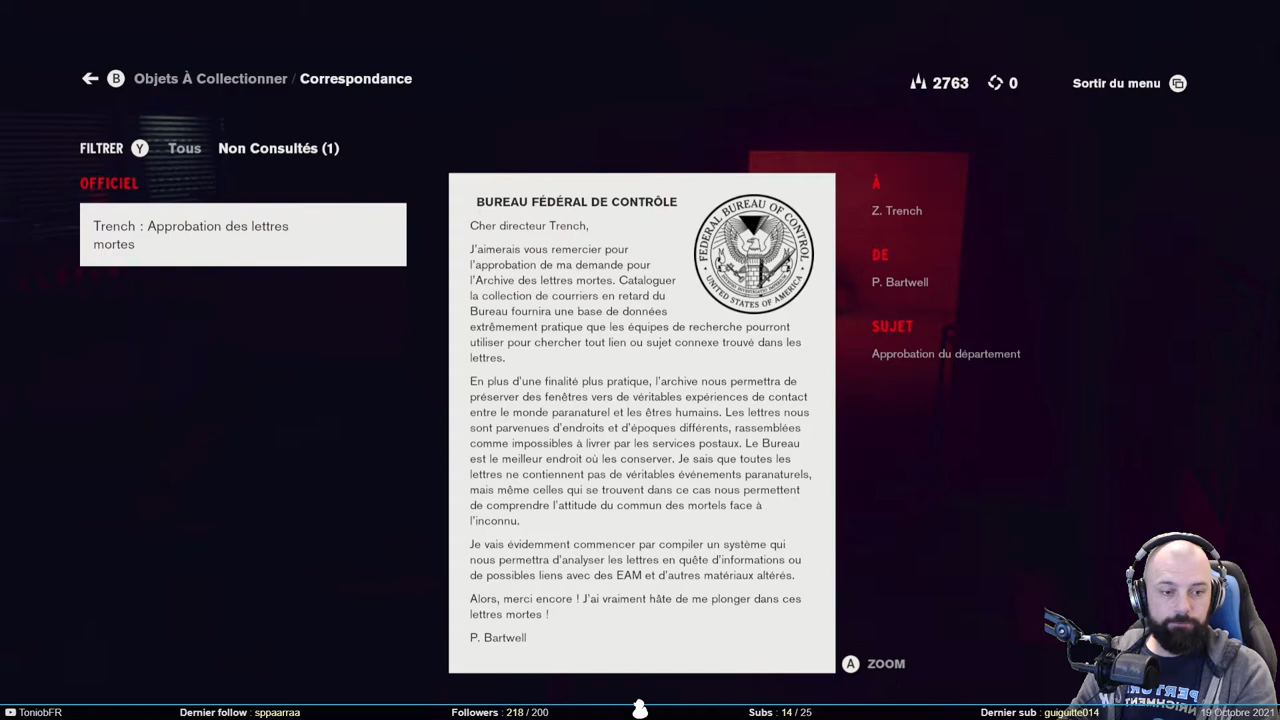 B Objets À Collectionner / Correspondance
2763 0 Sortir du menu
FILTRER Y Tous Non Consultés (1)
OFFICIEL
Trench : Approbation des lettres
mortes
BUREAU FÉDÉRAL DE CONTRÔLE
Cher directeur Trench,
J'aimerais vous remercier pour
l'approbation de ma demande pour
l'Archive des lettres mortes. Cataloguer
la collection de courriers en retard du
Bureau fournira une base de données
extrêmement pratique que les équipes de recherche pourront
utiliser pour chercher tout lien ou sujet connexe trouvé dans les
lettres.
En plus d'une finalité plus pratique, l'archive nous permettra de
préserver des fenêtres vers de véritables expériences de contact
entre le monde paranaturel et les êtres humains. Les lettres nous
sont parvenues d'endroits et d'époques différents, rassemblées
comme impossibles à livrer par les services postaux. Le Bureau
est le meilleur endroit où les conserver. Je sais que toutes les
lettres ne contiennent pas de véritables événements paranaturels,
mais même celles qui se trouvent dans ce cas nous permettent
de comprendre l'attitude du commun des mortels face à
l'inconnu.
Je vais évidemment commencer par compiler un système qui
nous permettra d'analyser les lettres en quête d'informations ou
de possibles liens avec des EAM et d'autres matériaux altérés.
Alors, merci encore ! J'ai vraiment hâte de me plonger dans ces
lettres mortes !
P. Bartwell
FEDERAL BUREAU OF CONTROL
UNITED STATES OF AMERICA
À
Z. Trench
DE
P. Bartwell
SUJET
Approbation du département
A ZOOM
ToniobFR Dernier follow : sppaarraa Followers : 218 / 200 Subs : 14 / 25 Dernier sub : guiguitte014 19 Octobre 2021